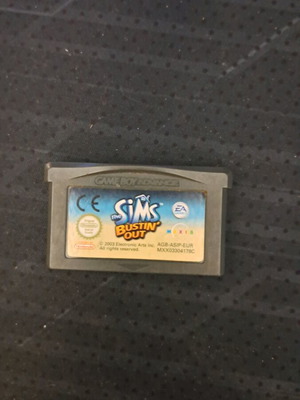 GAME BOY ADVANCE
CE
THE SIMS
BUSTIN' OUT
EA
MAXIS
© 2003 Electronic Arts Inc.
All rights reserved.
AGB-ASIP-EUR